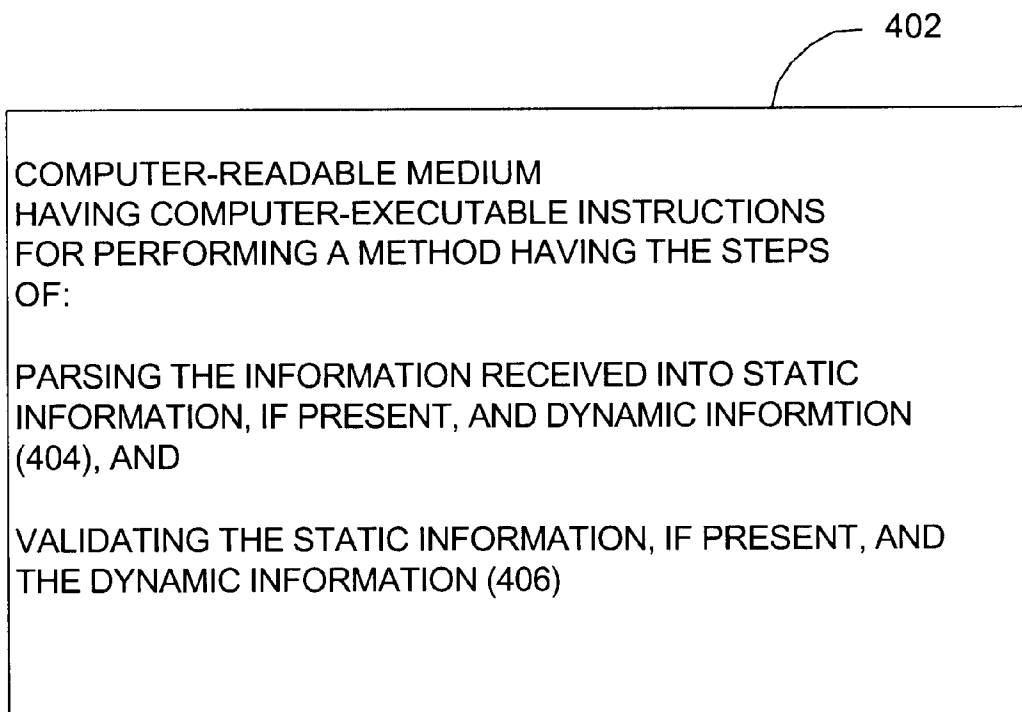 402
COMPUTER-READABLE MEDIUM
HAVING COMPUTER-EXECUTABLE INSTRUCTIONS
FOR PERFORMING A METHOD HAVING THE STEPS
OF:
PARSING THE INFORMATION RECEIVED INTO STATIC
INFORMATION, IF PRESENT, AND DYNAMIC INFORMTION
(404), AND
VALIDATING THE STATIC INFORMATION, IF PRESENT, AND
THE DYNAMIC INFORMATION (406)